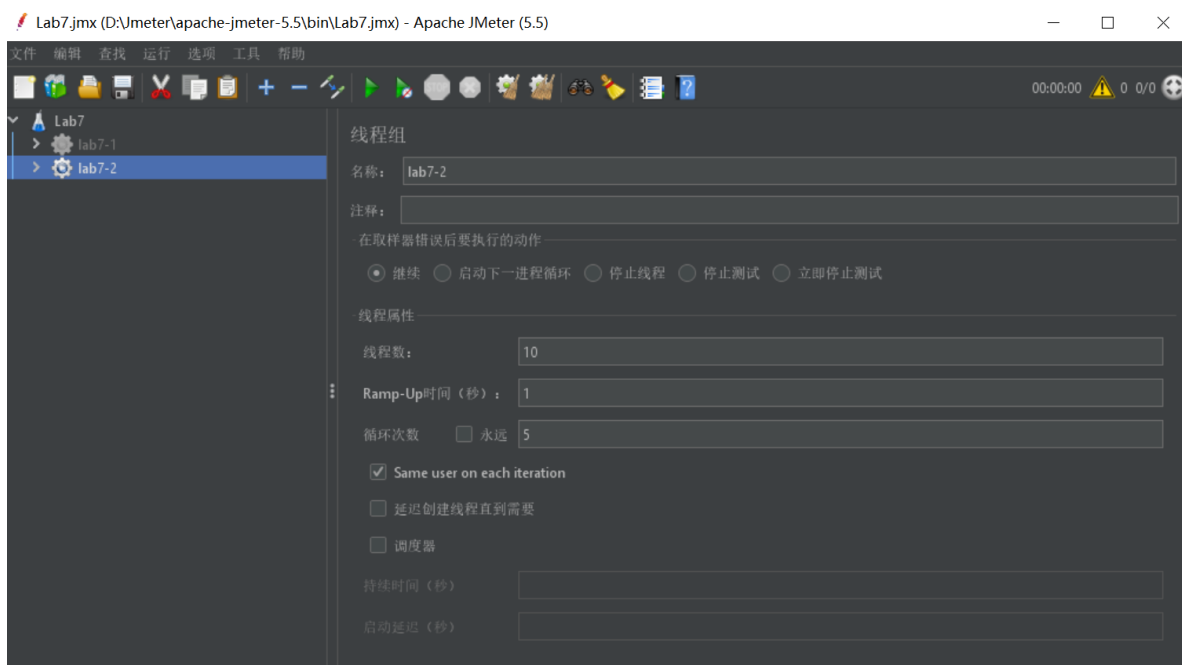 Lab7.jmx (D:\Jmeter\apache-jmeter-5.5\bin\Lab7.jmx) - Apache JMeter (5.5)
文件 编辑 查找 运行 选项 工具 帮助
STOP 00:00:00 0 0/0
Lab7
lab7-1
lab7-2
线程组
名称: lab7-2
注释:
在取样器错误后要执行的动作
继续 启动下一进程循环 停止线程 停止测试 立即停止测试
线程属性
线程数: 10
Ramp-Up时间(秒): 1
循环次数 永远 5
Same user on each iteration
延迟创建线程直到需要
调度器
持续时间(秒)
启动延迟(秒)